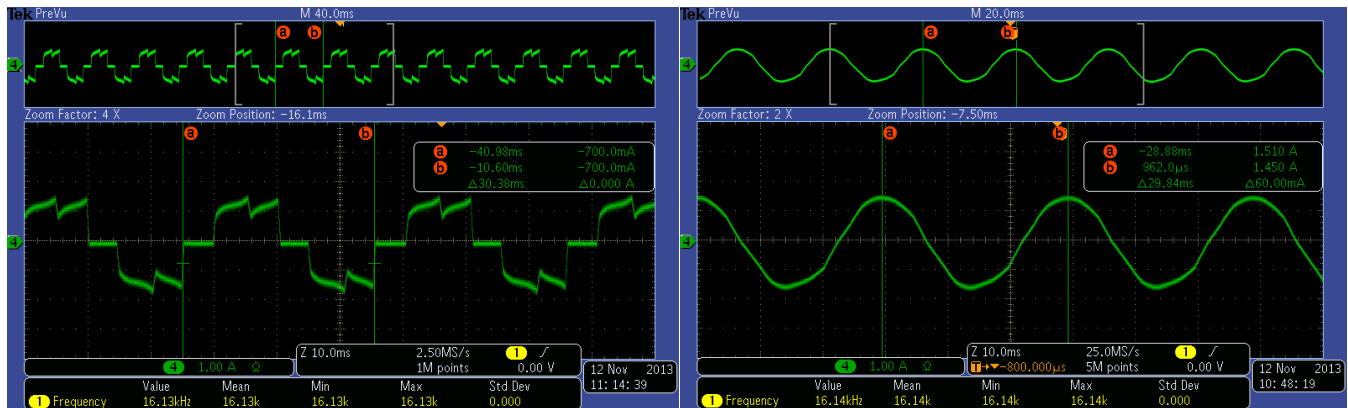 Tek PreVu M 40.0ms
a b
4
Zoom Factor: 4 X Zoom Position: -16.1ms
a b
a -40.98ms -700.0mA
b -10.60ms -700.0mA
Δ30.38ms Δ0.000 A
4
4 1.00 A Ω
Z 10.0ms 2.50MS/s 1
1M points 0.00 V
12 Nov 2013
11:14:39
Value Mean Min Max Std Dev
1 Frequency 16.13kHz 16.13k 16.13k 16.13k 0.000
Tek PreVu M 20.0ms
a b
4
Zoom Factor: 2 X Zoom Position: -7.50ms
a b
a -28.88ms 1.510 A
b 962.0µs 1.450 A
Δ29.84ms Δ60.00mA
4
4 1.00 A Ω
Z 10.0ms 25.0MS/s 1
T→▼-800.000µs 5M points 0.00 V
12 Nov 2013
10:48:19
Value Mean Min Max Std Dev
1 Frequency 16.14kHz 16.14k 16.14k 16.14k 0.000